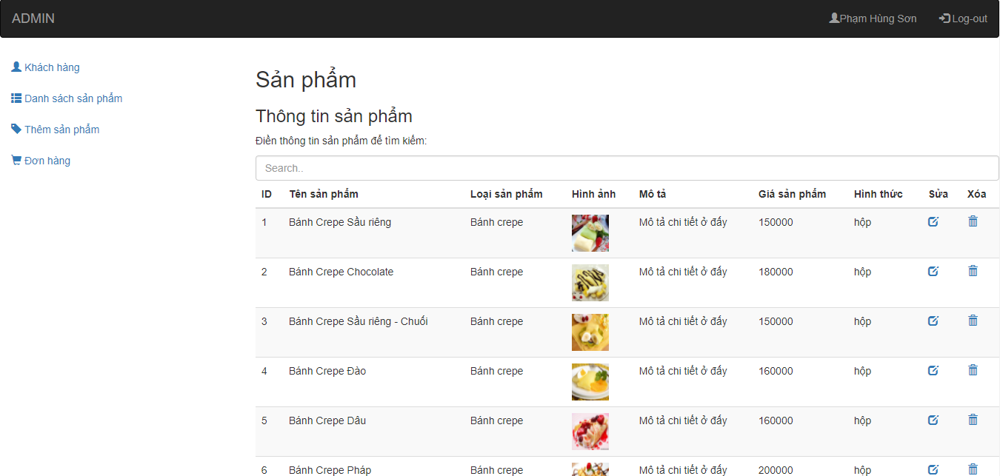 ADMIN Phạm Hùng Sơn Log-out
Khách hàng
Danh sách sản phẩm
Thêm sản phẩm
Đơn hàng
Sản phẩm
Thông tin sản phẩm
Điền thông tin sản phẩm để tìm kiếm:
Search..
ID Tên sản phẩm Loại sản phẩm Hình ảnh Mô tả Giá sản phẩm Hình thức Sửa Xóa
1 Bánh Crepe Sầu riêng Bánh crepe Mô tả chi tiết ở đấy 150000 hộp
2 Bánh Crepe Chocolate Bánh crepe Mô tả chi tiết ở đấy 180000 hộp
3 Bánh Crepe Sầu riêng - Chuối Bánh crepe Mô tả chi tiết ở đấy 150000 hộp
4 Bánh Crepe Đào Bánh crepe Mô tả chi tiết ở đấy 160000 hộp
5 Bánh Crepe Dâu Bánh crepe Mô tả chi tiết ở đấy 160000 hộp
6 Bánh Crepe Pháp Bánh crepe Mô tả chi tiết ở đấy 200000 hộp